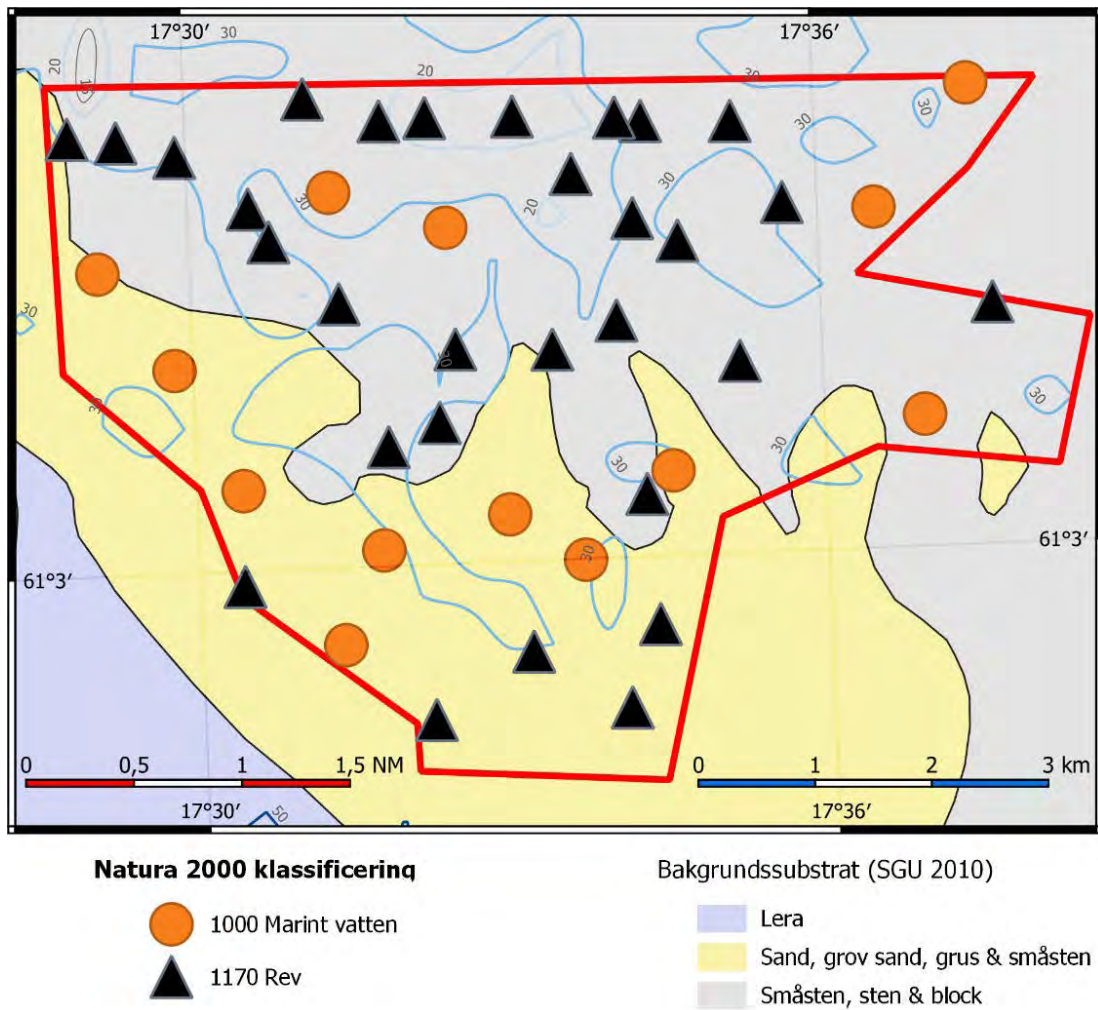 17°30′ 17°36′
30
20
20
30
15
30
30
30
30
20
30
30
30
30
30
30
30
30
61°3′
61°3′
0 0,5 1 1,5 NM
0 1 2 3 km
17°30′ 50 17°36′
Natura 2000 klassificering
1000 Marint vatten
1170 Rev
Bakgrundssubstrat (SGU 2010)
Lera
Sand, grov sand, grus & småsten
Småsten, sten & block